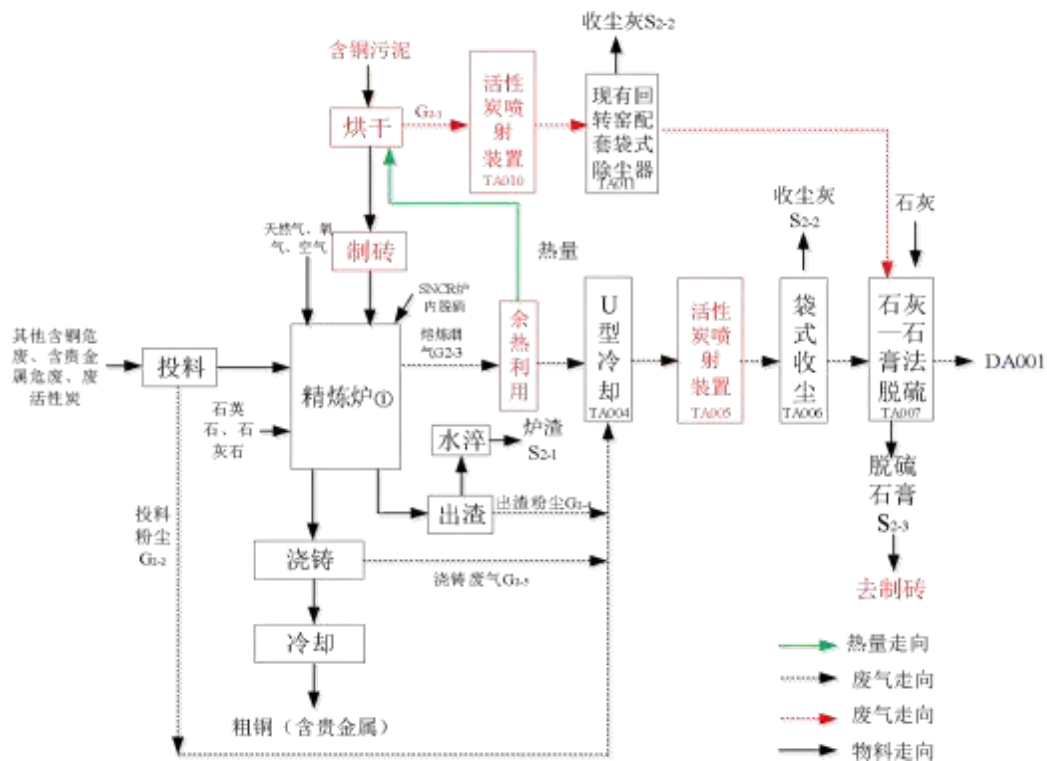 收尘灰S2-2
含铜污泥
活性
炭喷
射
装置
TA010
现有回
转窑配
套袋式
除尘器
TA011
G2-1
烘干
收尘灰
S2-2
石灰
天然气、氧
气、空气
制砖
热量
SNCR炉
内脱硝
其他含铜危
废、含贵金
属危废、废
活性炭
投料
熔炼烟
气G2-3
余
热
利
用
U
型
冷
却
TA004
活性
炭喷
射
装置
TA005
袋
式
收
尘
TA006
石灰
—石
膏法
脱硫
TA007
DA001
精炼炉①
石英
石、石
灰石
水淬
炉渣
S2-1
出渣
出渣粉尘G2-4
脱硫
石膏
S2-3
投料
粉尘
G2-2
浇铸
浇铸废气G2-5
去制砖
冷却
粗铜（含贵金属）
热量走向
废气走向
废气走向
物料走向